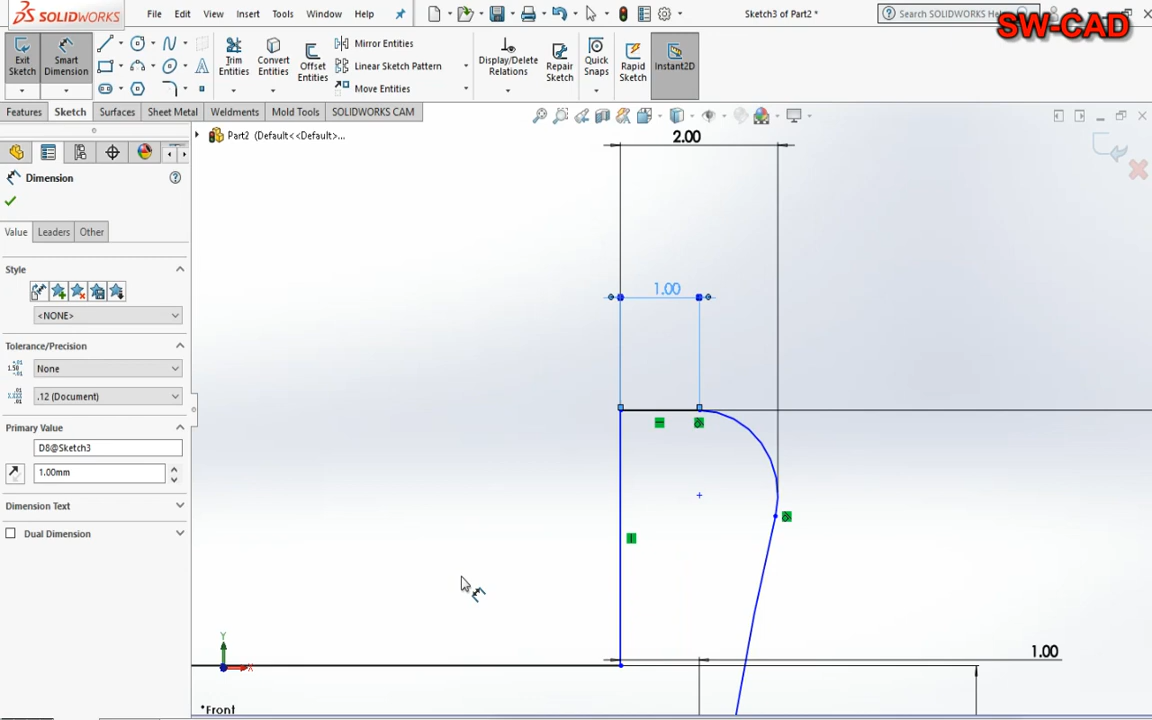 SOLIDWORKS
File
Edit
View
Insert
Tools
Window
Help
Sketch3 of Part2 *
Search SOLIDWORKS
SW-CAD
Exit
Sketch
Smart
Dimension
Trim
Entities
Convert
Entities
Offset
Entities
Mirror Entities
Linear Sketch Pattern
Move Entities
Display/Delete
Relations
Repair
Sketch
Quick
Snaps
Rapid
Sketch
Instant2D
Features
Sketch
Surfaces
Sheet Metal
Weldments
Mold Tools
SOLIDWORKS CAM
Part2 (Default<<Default>...
Dimension
Value
Leaders
Other
Style
<NONE>
Tolerance/Precision
None
.12 (Document)
Primary Value
D8@Sketch3
1.00mm
Dimension Text
Dual Dimension
2.00
1.00
1.00
Y
X
*Front